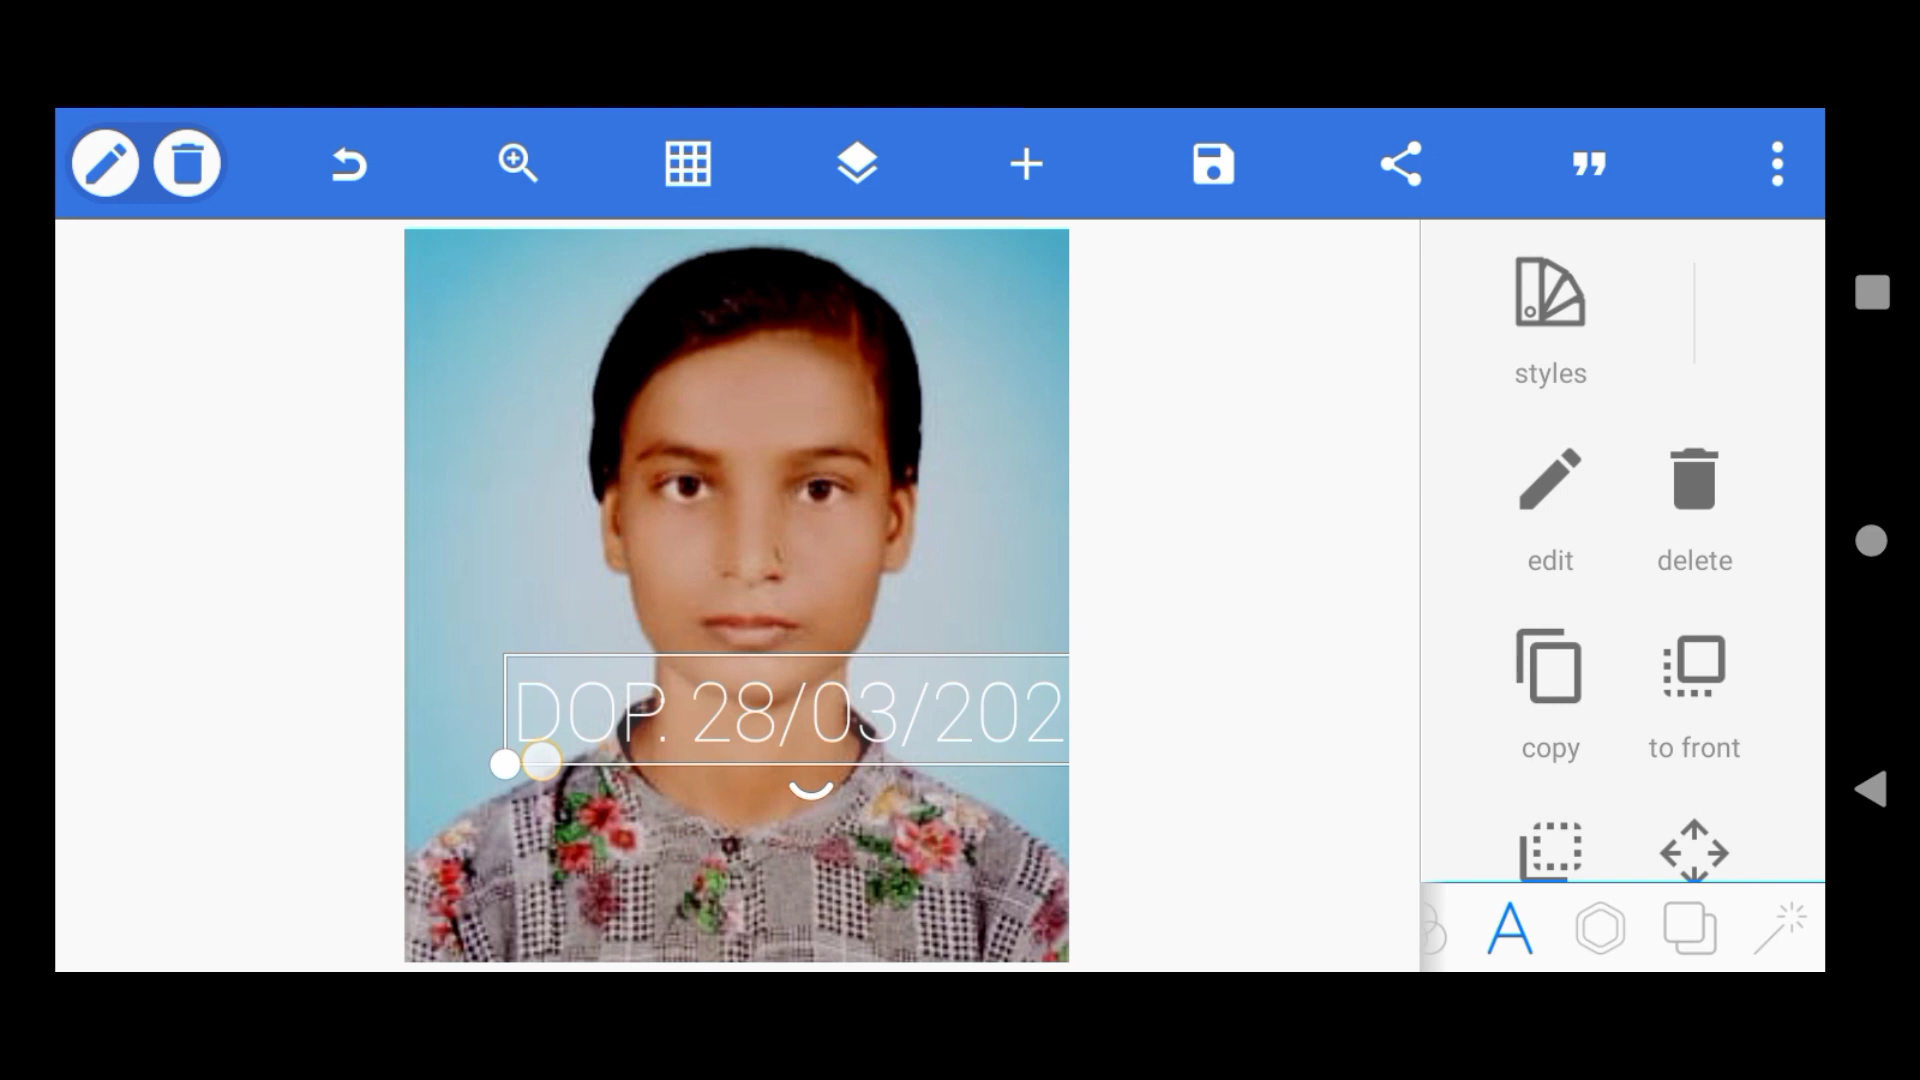 styles
edit
delete
copy
to front
DOP. 28/03/202
A